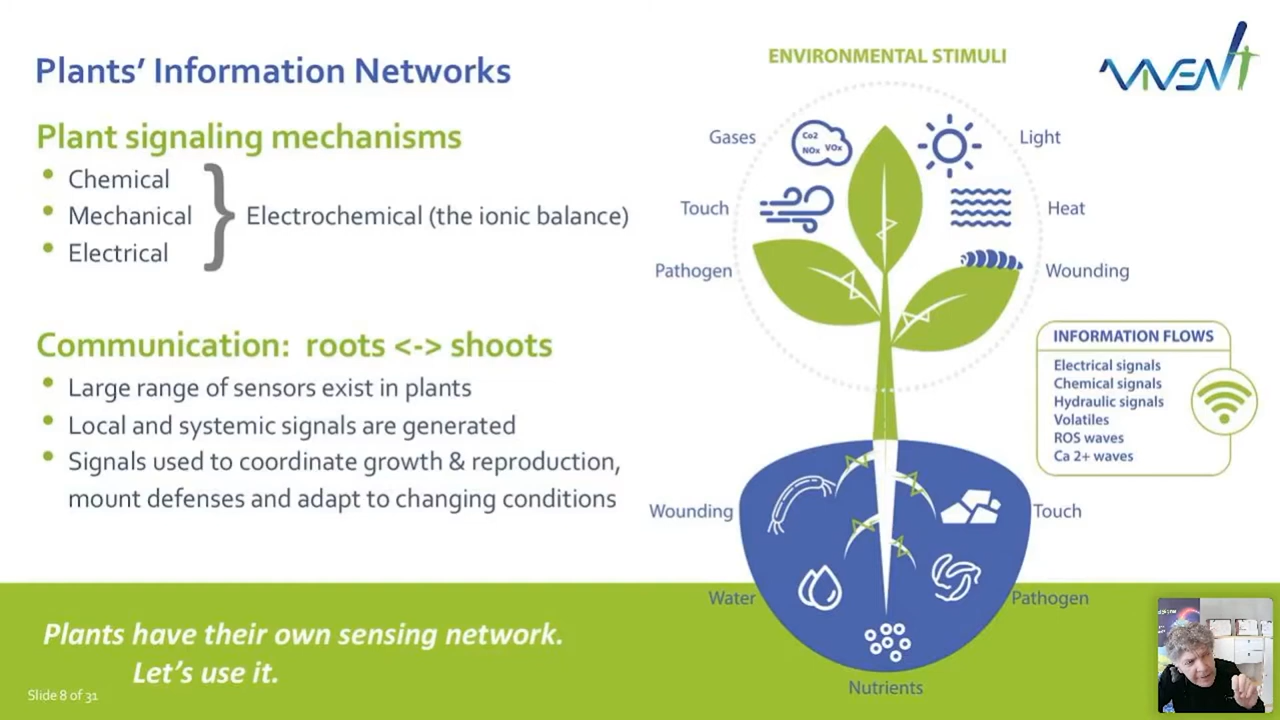 Plants' Information Networks
Plant signaling mechanisms
• Chemical
• Mechanical
• Electrical
} Electrochemical (the ionic balance)
Communication: roots <-> shoots
• Large range of sensors exist in plants
• Local and systemic signals are generated
• Signals used to coordinate growth & reproduction,
mount defenses and adapt to changing conditions
Plants have their own sensing network.
Let's use it.
Slide 8 of 31
ENVIRONMENTAL STIMULI
Gases
Co2
NOx VOx
Light
Touch
Heat
Pathogen
Wounding
INFORMATION FLOWS
Electrical signals
Chemical signals
Hydraulic signals
Volatiles
ROS waves
Ca 2+ waves
Wounding
Touch
Water
Pathogen
Nutrients
VIVENT